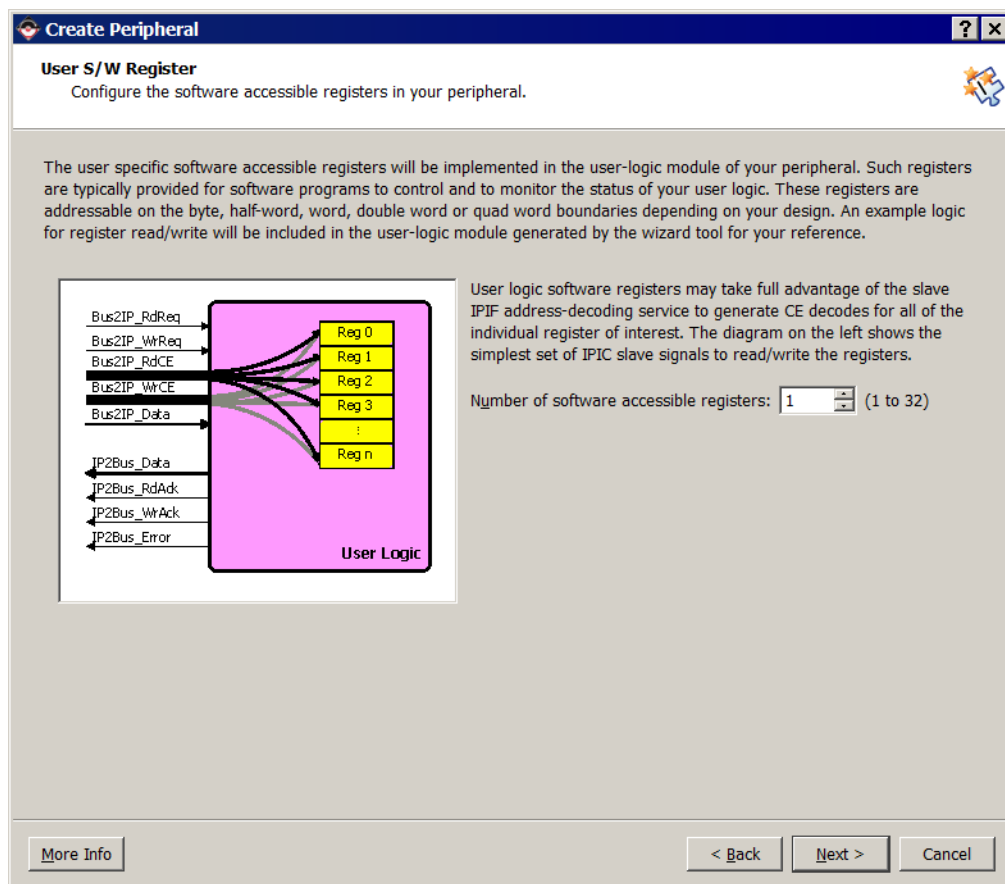 Create Peripheral
User S/W Register
Configure the software accessible registers in your peripheral.
The user specific software accessible registers will be implemented in the user-logic module of your peripheral. Such registers
are typically provided for software programs to control and to monitor the status of your user logic. These registers are
addressable on the byte, half-word, word, double word or quad word boundaries depending on your design. An example logic
for register read/write will be included in the user-logic module generated by the wizard tool for your reference.
Bus2IP_RdReq
Bus2IP_WrReq
Bus2IP_RdCE
Bus2IP_WrCE
Bus2IP_Data
IP2Bus_Data
IP2Bus_RdAck
IP2Bus_WrAck
IP2Bus_Error
Reg 0
Reg 1
Reg 2
Reg 3
⋮
Reg n
User Logic
User logic software registers may take full advantage of the slave
IPIF address-decoding service to generate CE decodes for all of the
individual register of interest. The diagram on the left shows the
simplest set of IPIC slave signals to read/write the registers.
Number of software accessible registers: 1 (1 to 32)
More Info
< Back
Next >
Cancel